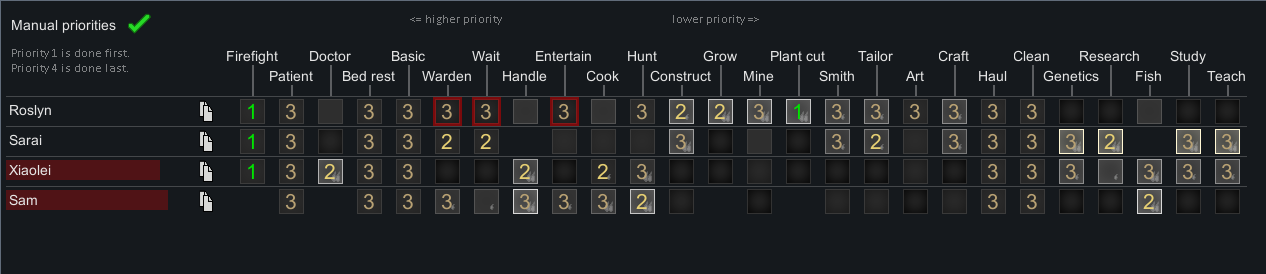 Manual priorities
<= higher priority
lower priority =>
Priority 1 is done first.
Priority 4 is done last.
Firefight Doctor Basic Wait Entertain Hunt Grow Plant cut Tailor Craft Clean Research Study
Patient Bed rest Warden Handle Cook Construct Mine Smith Art Haul Genetics Fish Teach
Roslyn 1 3 3 3 3 3 3 3 2 2 3 1 3 3 3 3 3 3
Sarai 1 3 3 3 2 2 3 3 2 3 3 3 3 2 3 3
Xiaolei 1 3 2 3 3 2 2 3 3 3 3 3 3 3
Sam 3 3 3 3 3 3 3 2 3 3 2